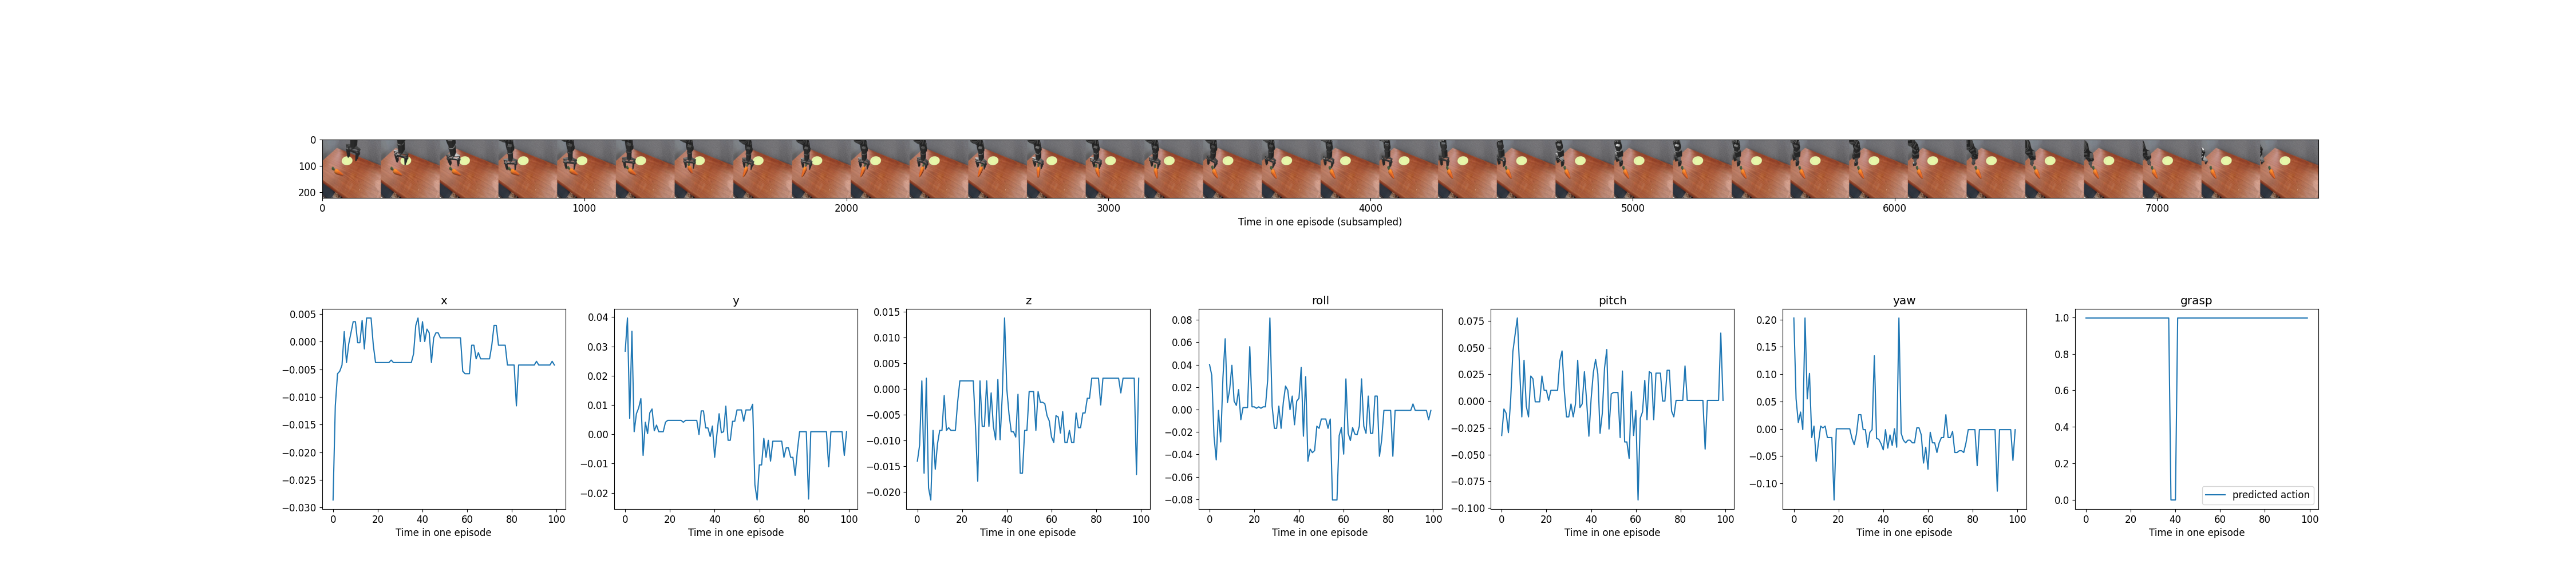 0
100
200
0 1000 2000 3000 4000 5000 6000 7000
Time in one episode (subsampled)
x
0.005
0.000
−0.005
−0.010
−0.015
−0.020
−0.025
−0.030
0 20 40 60 80 100
Time in one episode
y
0.04
0.03
0.02
0.01
0.00
−0.01
−0.02
0 20 40 60 80 100
Time in one episode
z
0.015
0.010
0.005
0.000
−0.005
−0.010
−0.015
−0.020
0 20 40 60 80 100
Time in one episode
roll
0.08
0.06
0.04
0.02
0.00
−0.02
−0.04
−0.06
−0.08
0 20 40 60 80 100
Time in one episode
pitch
0.075
0.050
0.025
0.000
−0.025
−0.050
−0.075
−0.100
0 20 40 60 80 100
Time in one episode
yaw
0.20
0.15
0.10
0.05
0.00
−0.05
−0.10
0 20 40 60 80 100
Time in one episode
grasp
1.0
0.8
0.6
0.4
0.2
0.0
predicted action
0 20 40 60 80 100
Time in one episode